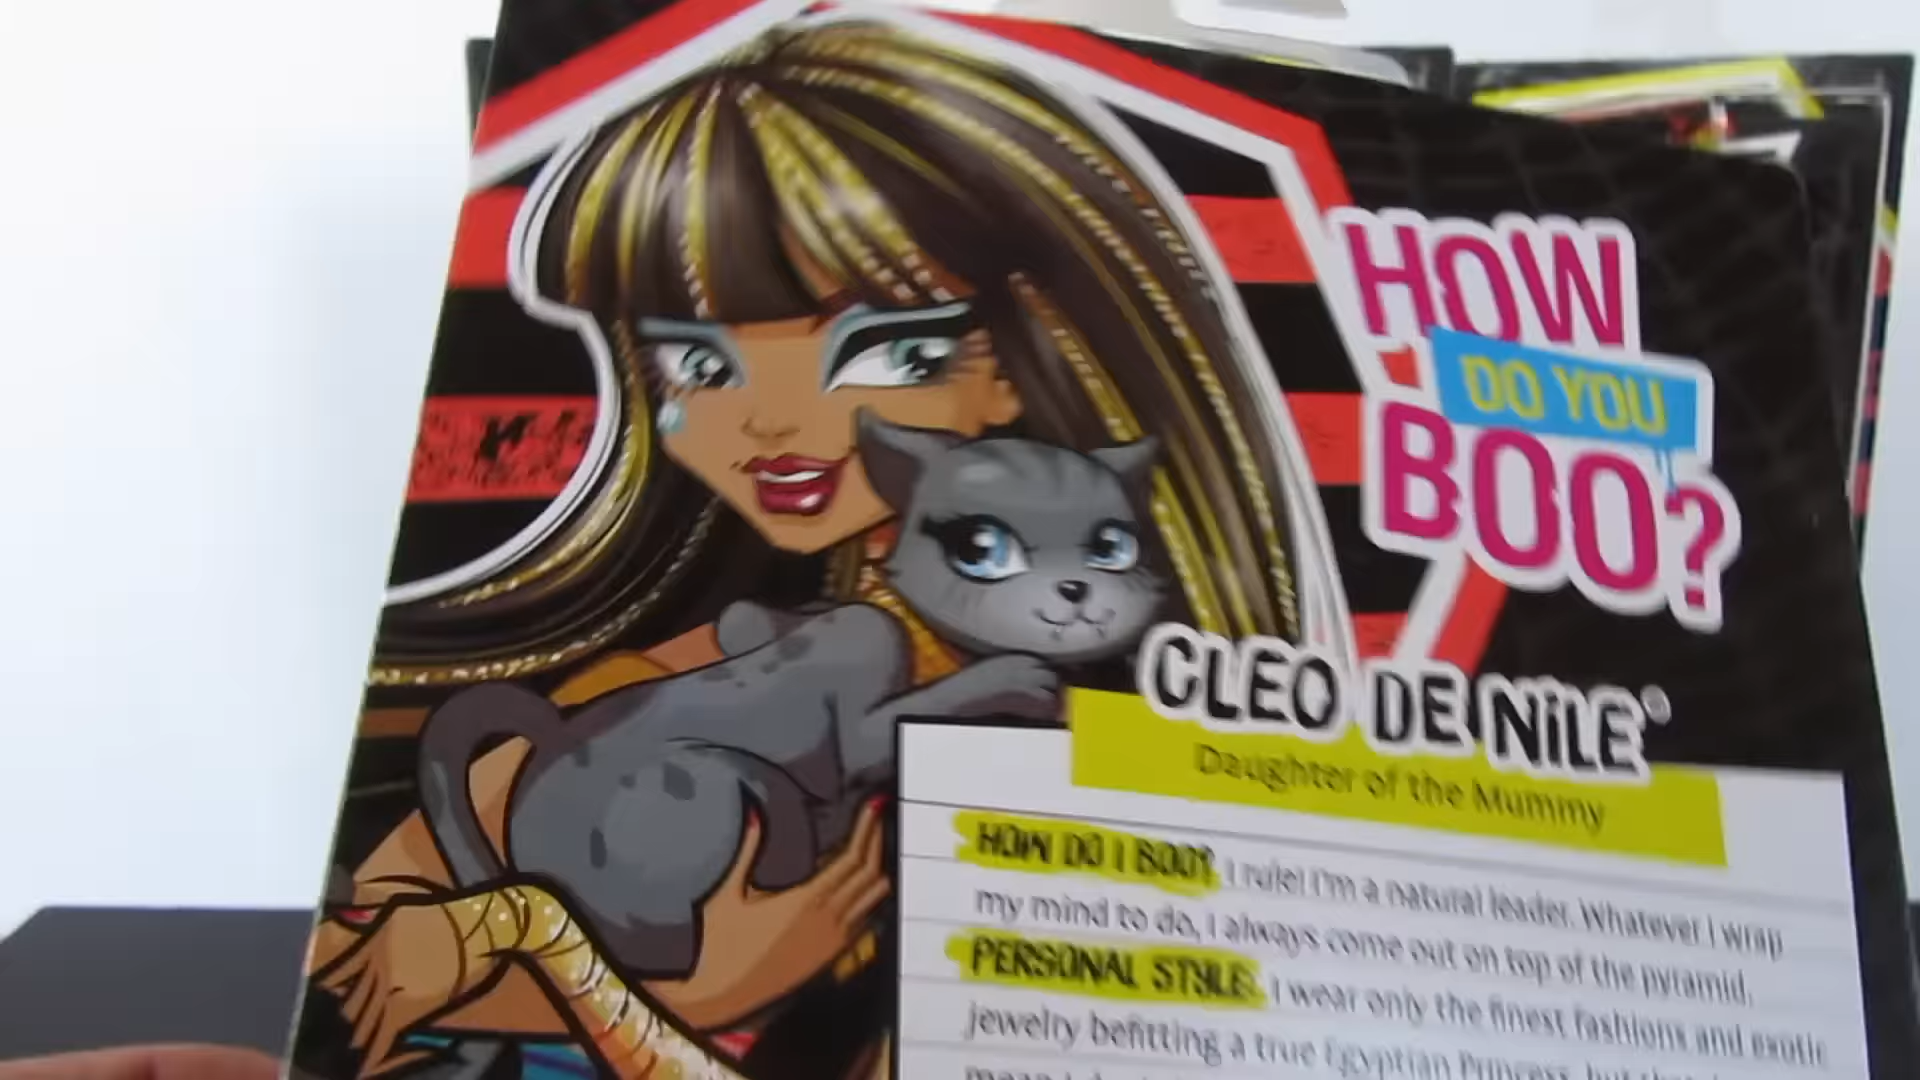 HOW
DO YOU
BOO?
CLEO DE NILE®
Daughter of the Mummy
HOW DO I BOO? I rule! I'm a natural leader. Whatever I wrap
my mind to do, I always come out on top of the pyramid.
PERSONAL STYLE: I wear only the finest fashions and exotic
jewelry befitting a true Egyptian Princess, but
mean I